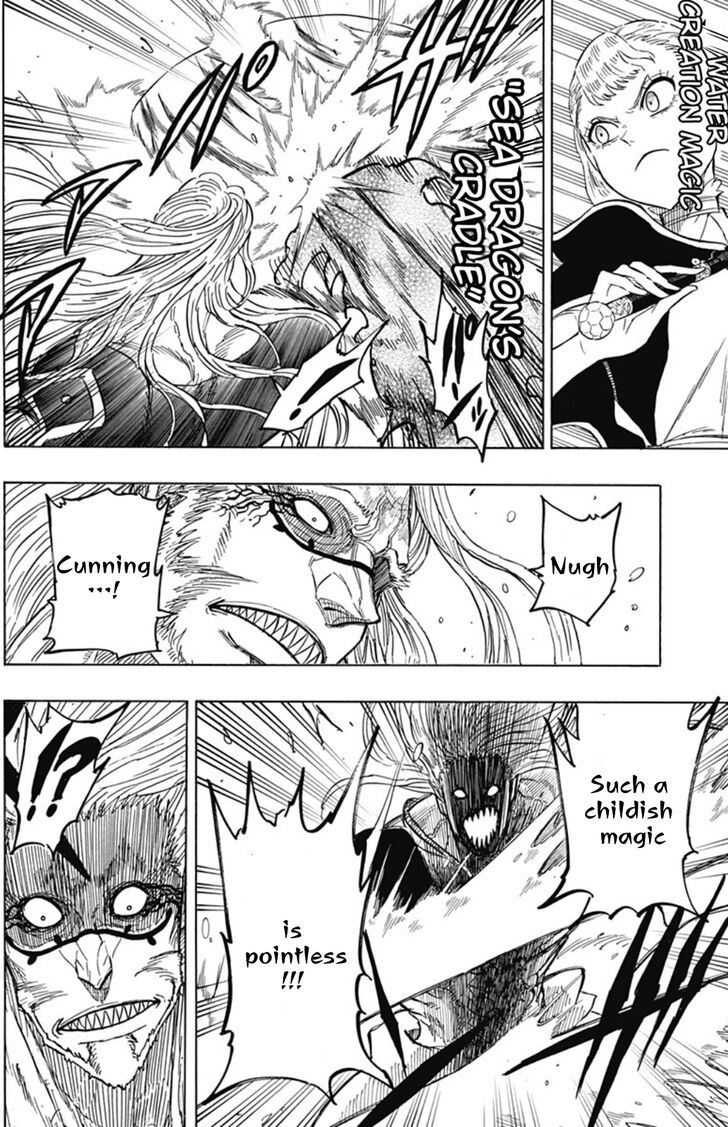 WATER
CREATION MAGIC
"SEA DRAGON'S
CRADLE"
!!
!!
Nugh
Cunning
...!
Such a
childish
magic
is
pointless
!!!
!?